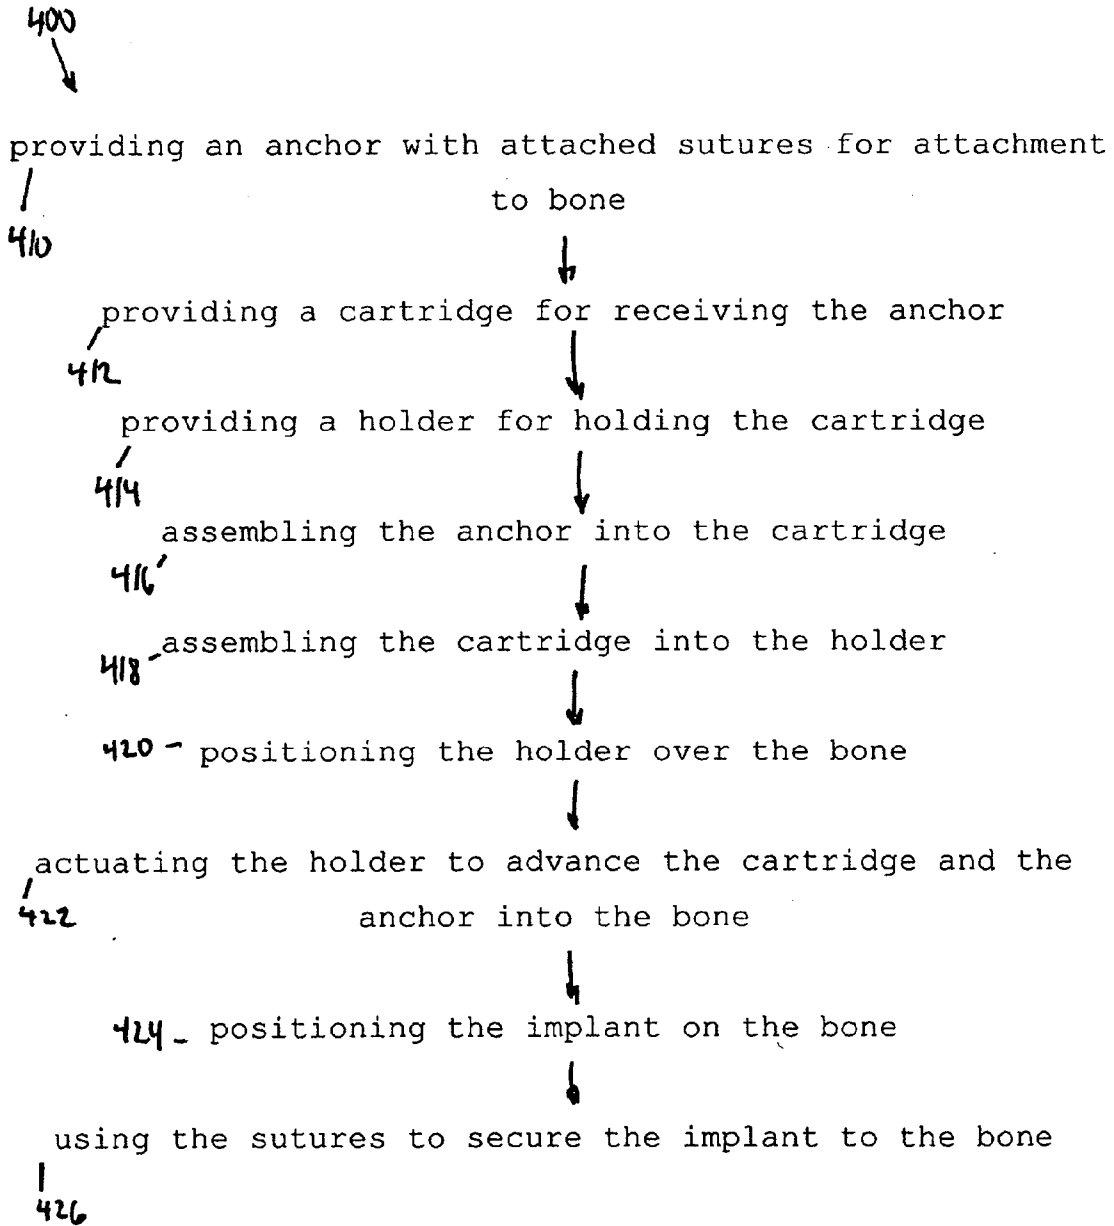 400
providing an anchor with attached sutures for attachment
to bone
410
providing a cartridge for receiving the anchor
412
providing a holder for holding the cartridge
414
assembling the anchor into the cartridge
416
assembling the cartridge into the holder
418
420 - positioning the holder over the bone
actuating the holder to advance the cartridge and the
422 anchor into the bone
424 - positioning the implant on the bone
using the sutures to secure the implant to the bone
426